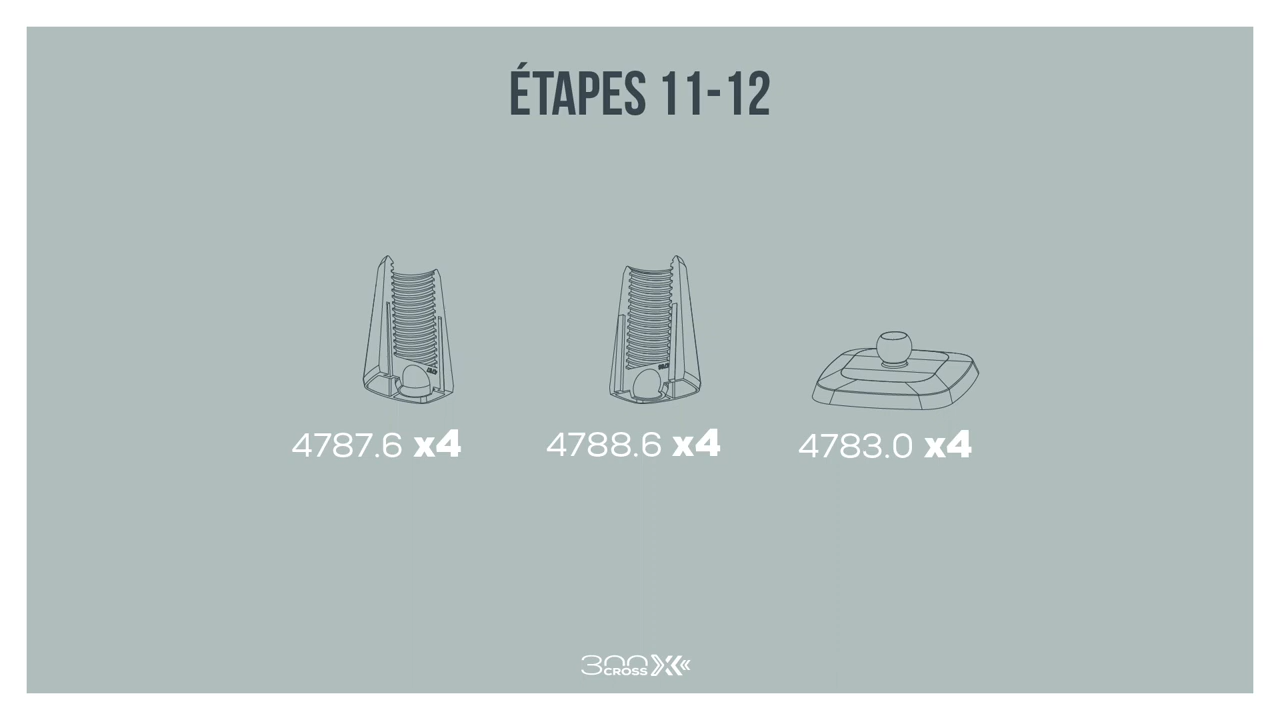 ÉTAPES 11-12
4787.6 x4
4788.6 x4
4783.0 x4
300 CROSS